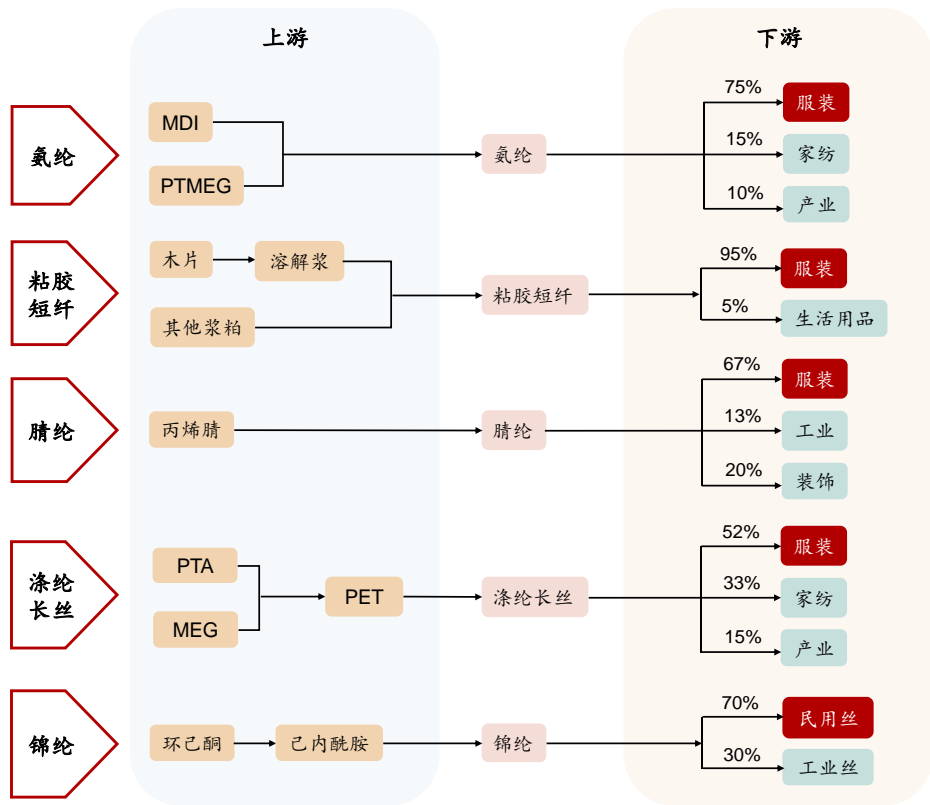 上游
下游
氨纶
MDI
PTMEG
氨纶
75%
服装
15%
家纺
10%
产业
粘胶
短纤
木片
溶解浆
其他浆粕
粘胶短纤
95%
服装
5%
生活用品
腈纶
丙烯腈
腈纶
67%
服装
13%
工业
20%
装饰
涤纶
长丝
PTA
MEG
PET
涤纶长丝
52%
服装
33%
家纺
15%
产业
锦纶
环己酮
己内酰胺
锦纶
70%
民用丝
30%
工业丝